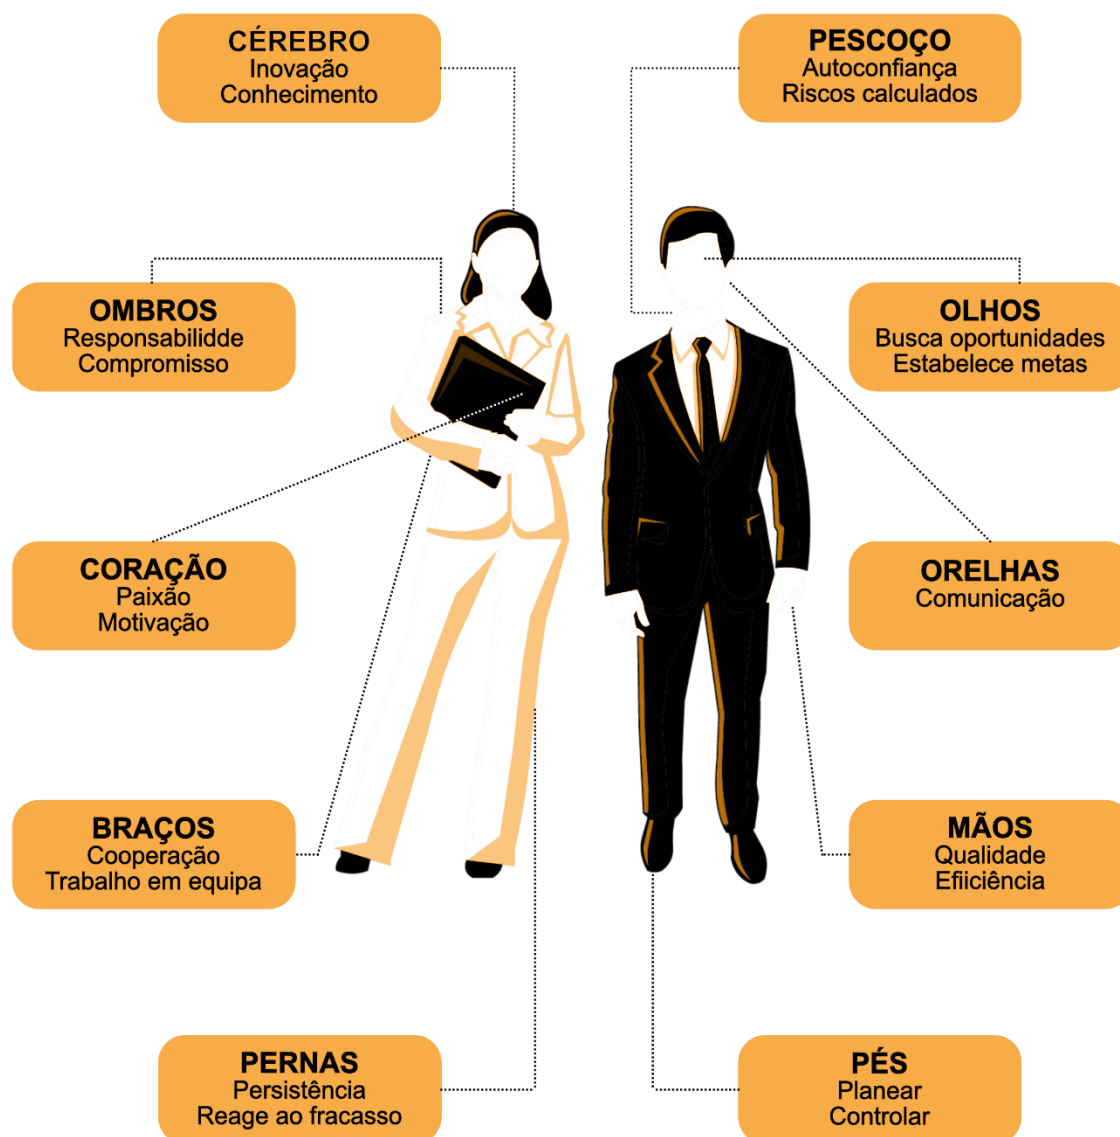 CÉREBRO
Inovação
Conhecimento
PESCOÇO
Autoconfiança
Riscos calculados
OMBROS
Responsabilidde
Compromisso
OLHOS
Busca oportunidades
Estabelece metas
CORAÇÃO
Paixão
Motivação
ORELHAS
Comunicação
BRAÇOS
Cooperação
Trabalho em equipa
MÃOS
Qualidade
Efiiciência
PERNAS
Persistência
Reage ao fracasso
PÉS
Planear
Controlar